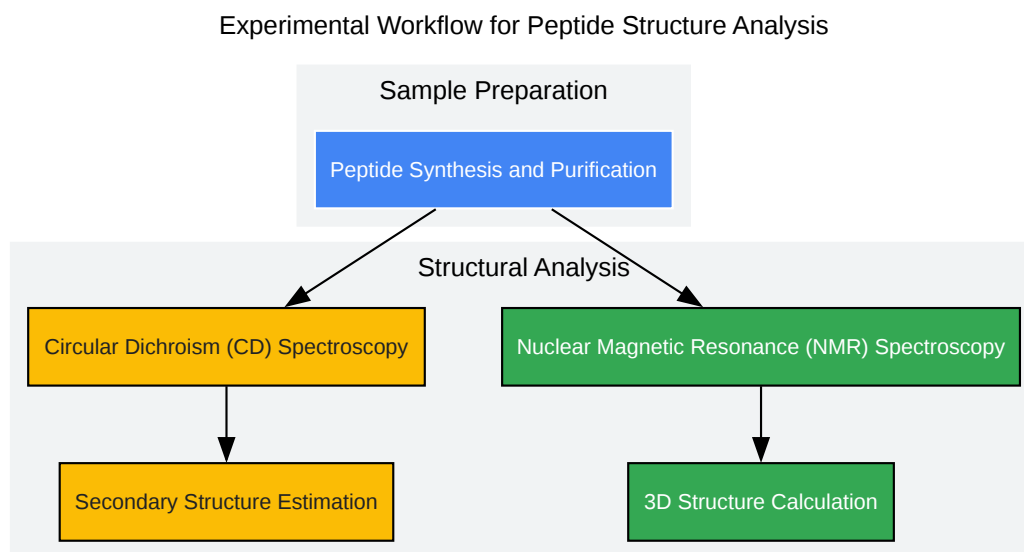 Experimental Workflow for Peptide Structure Analysis
Sample Preparation
Peptide Synthesis and Purification
Structural Analysis
Circular Dichroism (CD) Spectroscopy
Nuclear Magnetic Resonance (NMR) Spectroscopy
Secondary Structure Estimation
3D Structure Calculation